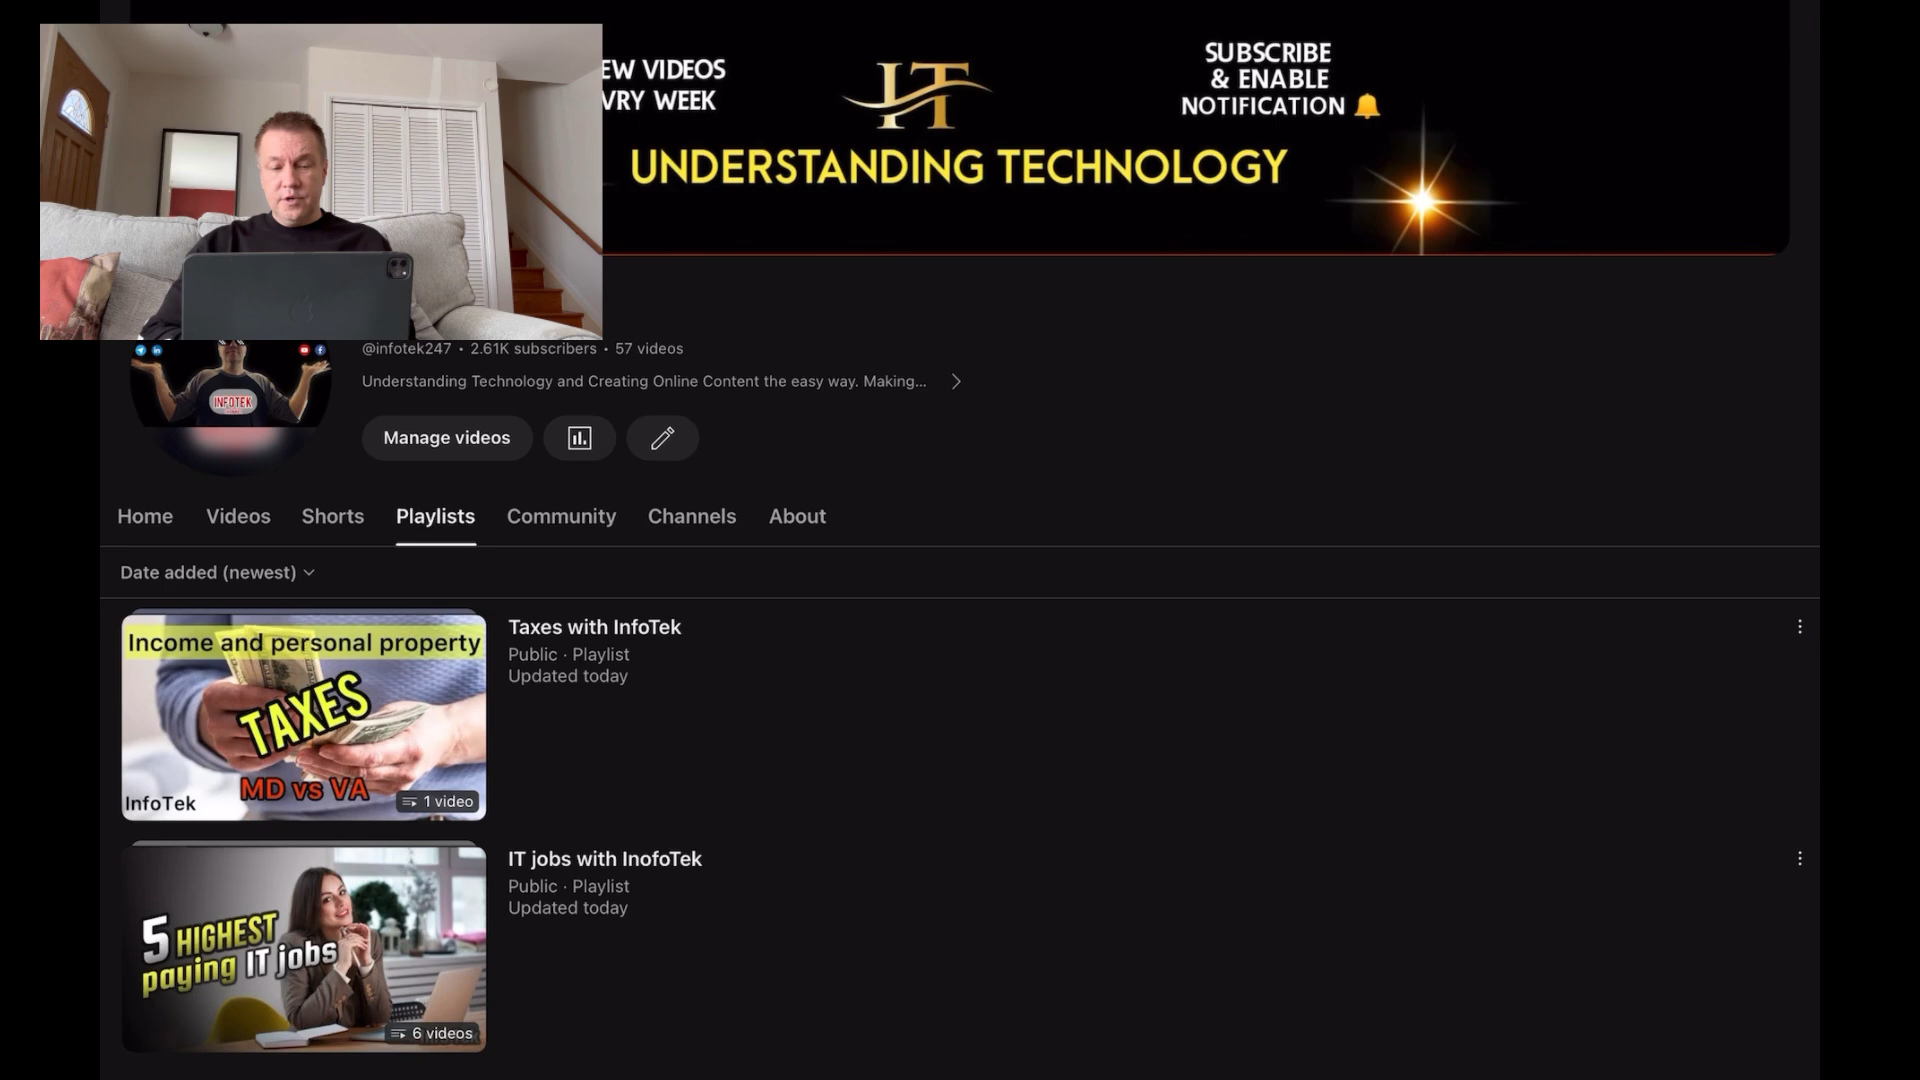 EW VIDEOS
VRY WEEK
IT
SUBSCRIBE
& ENABLE
NOTIFICATION 🔔
UNDERSTANDING TECHNOLOGY
@infotek247 • 2.61K subscribers • 57 videos
Understanding Technology and Creating Online Content the easy way. Making...
INFOTEK
Manage videos
Home Videos Shorts Playlists Community Channels About
Date added (newest)
Income and personal property
TAXES
MD vs VA
InfoTek
1 video
Taxes with InfoTek
Public · Playlist
Updated today
5 HIGHEST
paying IT jobs
6 videos
IT jobs with InofoTek
Public · Playlist
Updated today